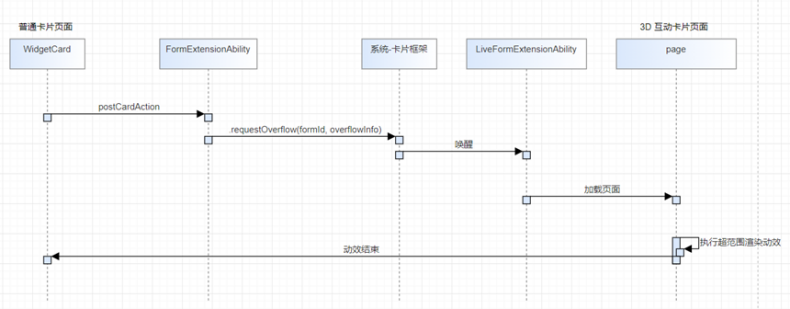 普通卡片页面
3D 互动卡片页面
WidgetCard
FormExtensionAbility
系统-卡片框架
LiveFormExtensionAbility
page
postCardAction
requestOverflow(formId, overflowInfo)
唤醒
加载页面
执行超范围渲染动效
动效结束